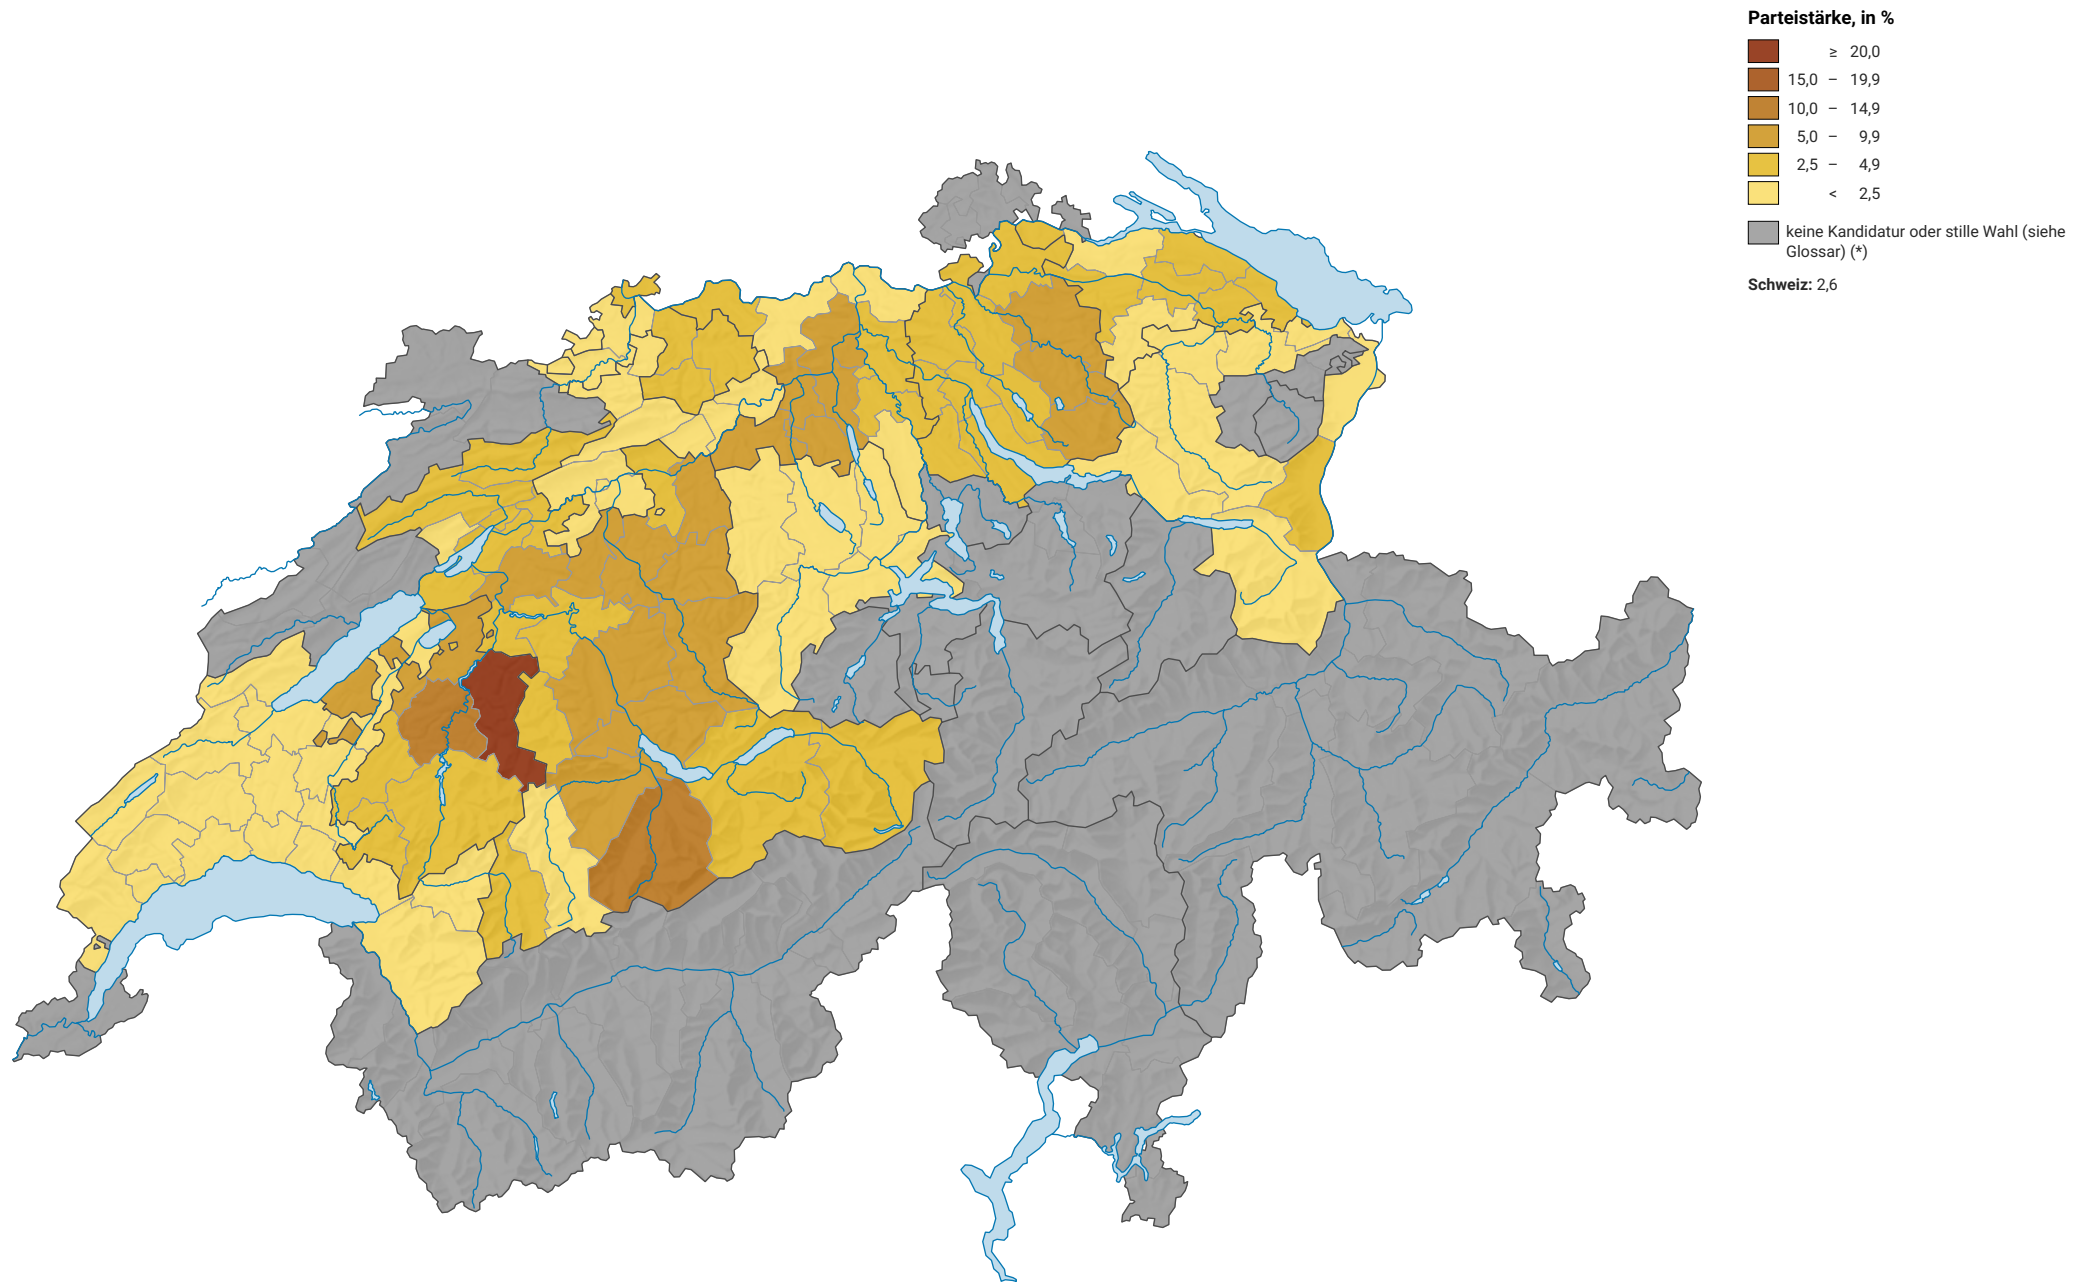 Parteistärke, in %
≥ 20,0
15,0 – 19,9
10,0 – 14,9
5,0 – 9,9
2,5 – 4,9
< 2,5
keine Kandidatur oder stille Wahl (siehe
Glossar) (*)
Schweiz: 2,6